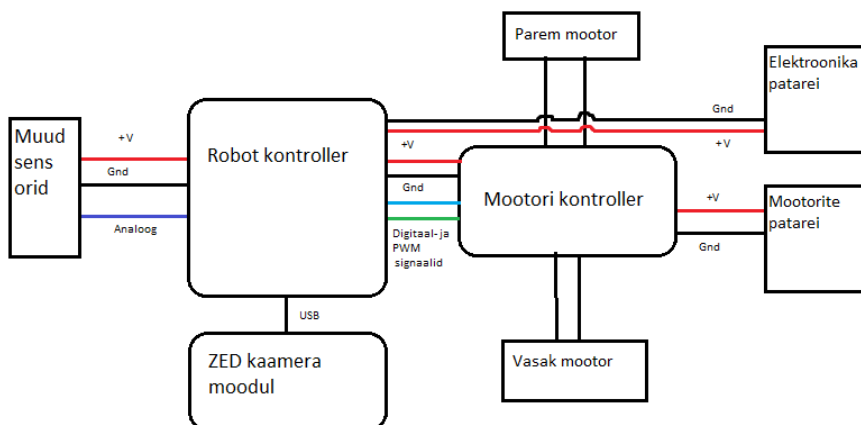 Parem mootor
Elektroonika
patarei
Gnd
+V
Muud
sens
orid
+V
Gnd
Analoog
Robot kontroller
+V
Gnd
Digitaal- ja
PWM
signaalid
Mootori kontroller
+V
Gnd
Mootorite
patarei
USB
ZED kaamera
moodul
Vasak mootor